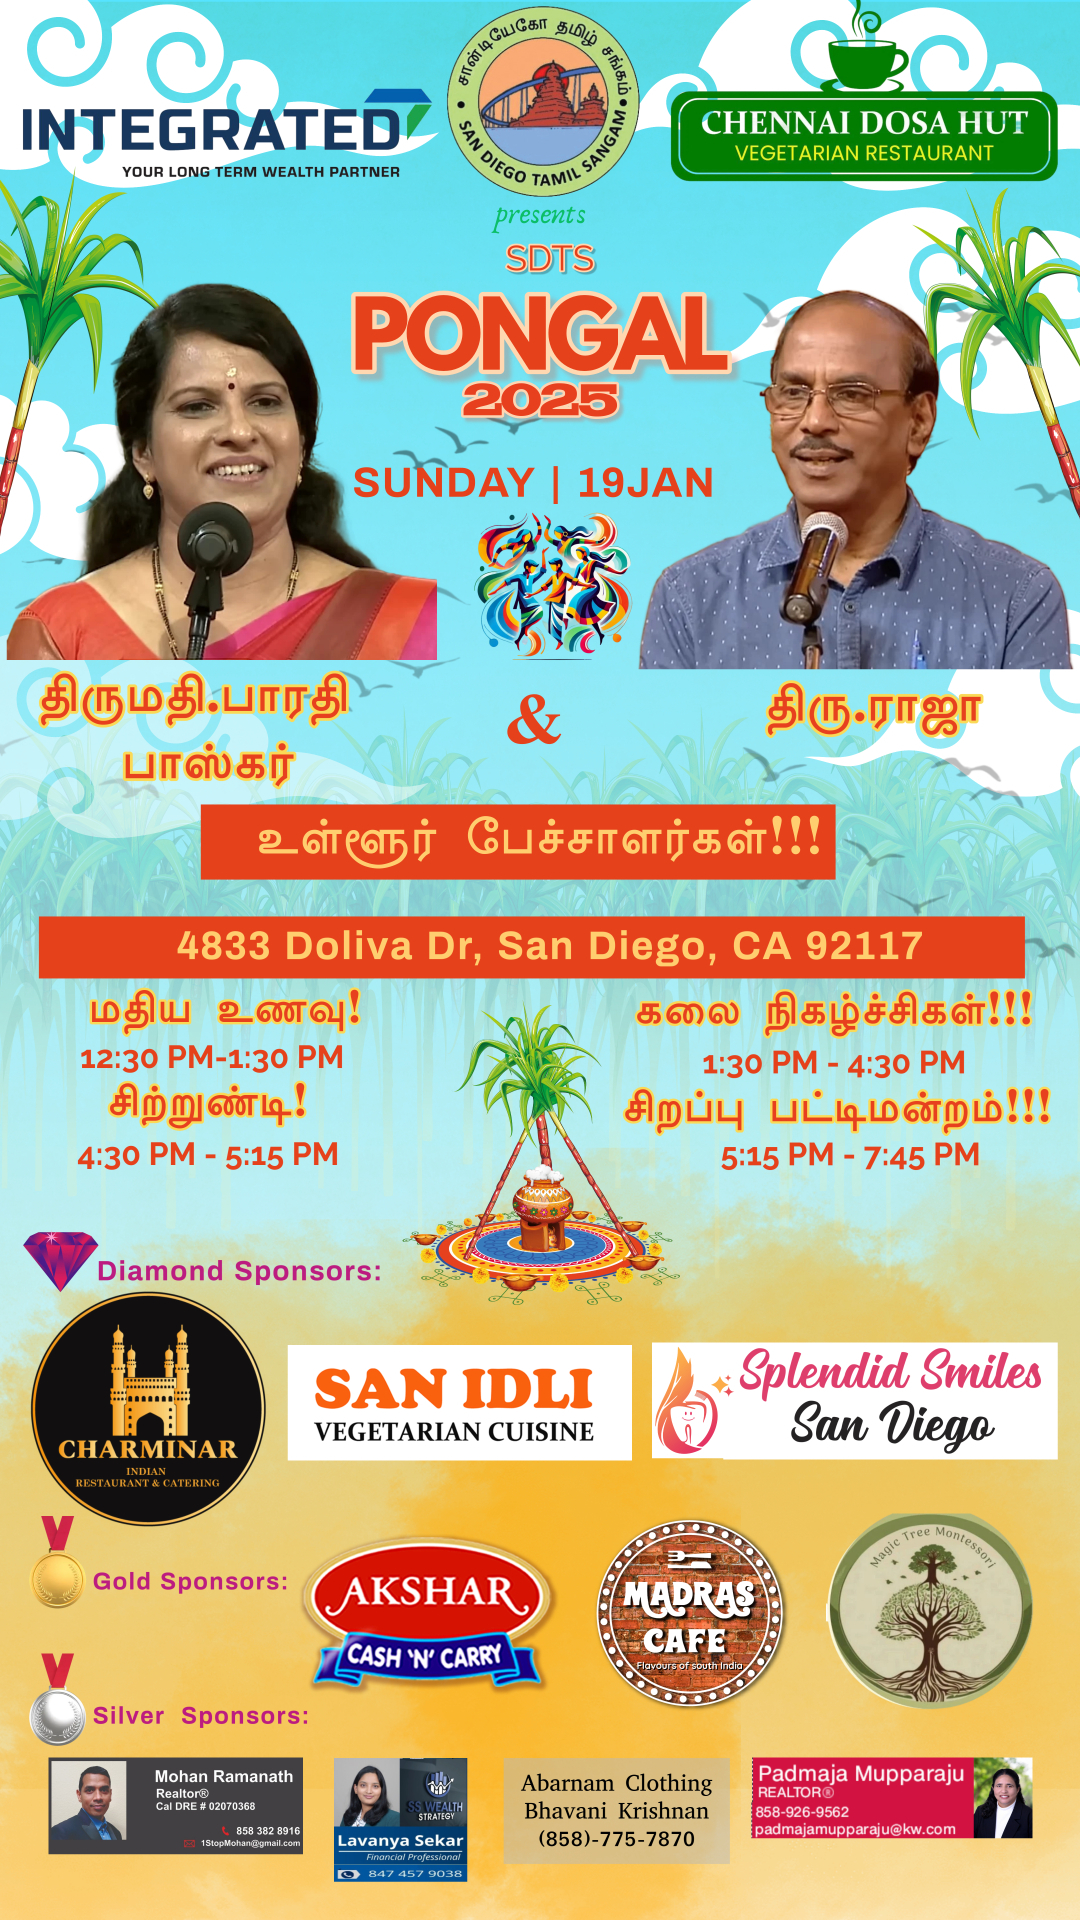 INTEGRATED
YOUR LONG TERM WEALTH PARTNER
சான்டியேகோ தமிழ் சங்கம்
SAN DIEGO TAMIL SANGAM
CHENNAI DOSA HUT
VEGETARIAN RESTAURANT
presents
SDTS
PONGAL
2025
SUNDAY | 19JAN
திருமதி.பாரதி
பாஸ்கர்
&
திரு.ராஜா
உள்ளூர் பேச்சாளர்கள்!!!
4833 Doliva Dr, San Diego, CA 92117
மதிய உணவு!
12:30 PM-1:30 PM
சிற்றுண்டி!
4:30 PM - 5:15 PM
கலை நிகழ்ச்சிகள்!!!
1:30 PM - 4:30 PM
சிறப்பு பட்டிமன்றம்!!!
5:15 PM - 7:45 PM
Diamond Sponsors:
CHARMINAR
INDIAN
RESTAURANT & CATERING
SAN IDLI
VEGETARIAN CUISINE
Splendid Smiles
San Diego
Gold Sponsors:
AKSHAR
CASH 'N' CARRY
MADRAS
CAFE
Flavours of south India
Magic Tree Montessori
Silver Sponsors:
Mohan Ramanath
Realtor®
Cal DRE # 02070368
858 382 8916
1StopMohan@gmail.com
SS WEALTH
STRATEGY
Lavanya Sekar
Financial Professional
847 457 9038
Abarnam Clothing
Bhavani Krishnan
(858)-775-7870
Padmaja Mupparaju
REALTOR®
858-926-9562
padmajamupparaju@kw.com